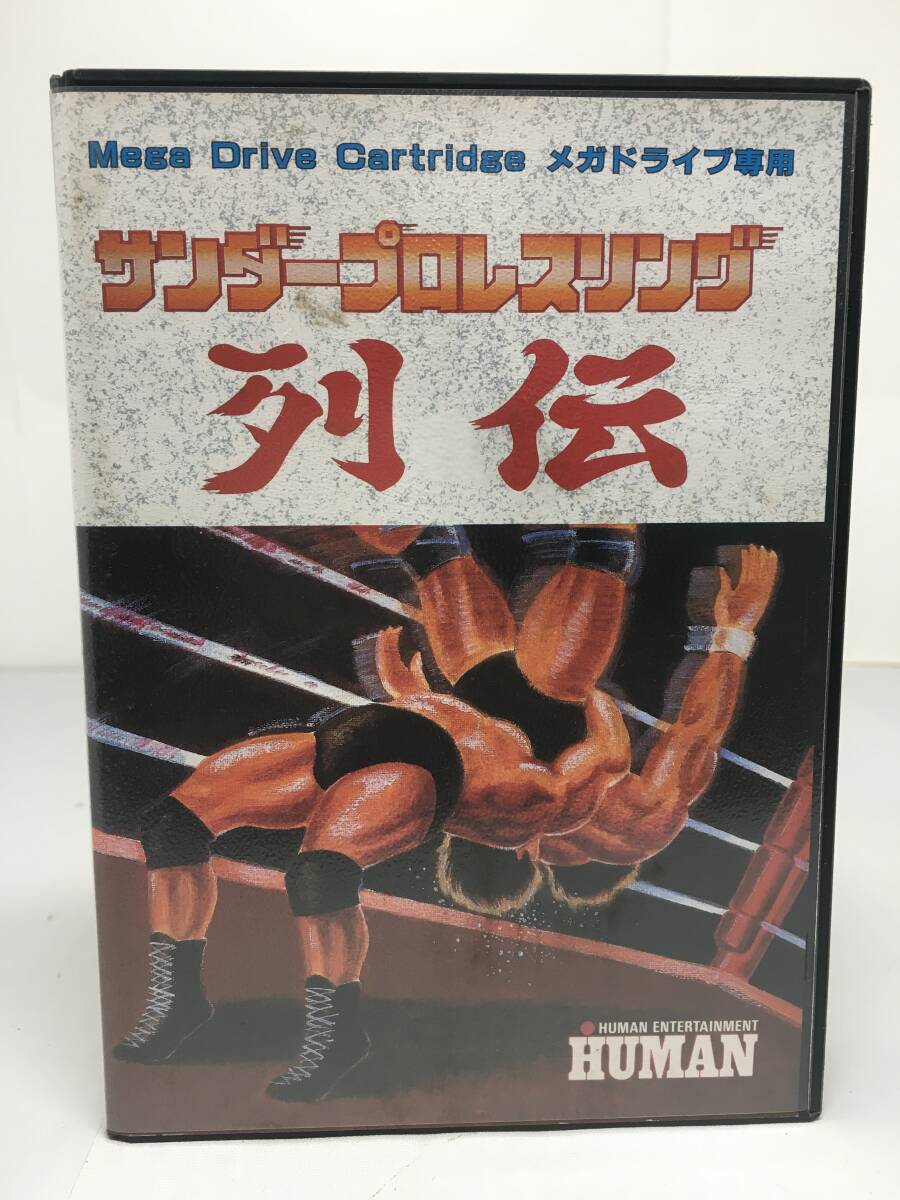 Mega Drive Cartridge メガドライブ専用
サンダープロレスリング
列伝
HUMAN ENTERTAINMENT
HUMAN